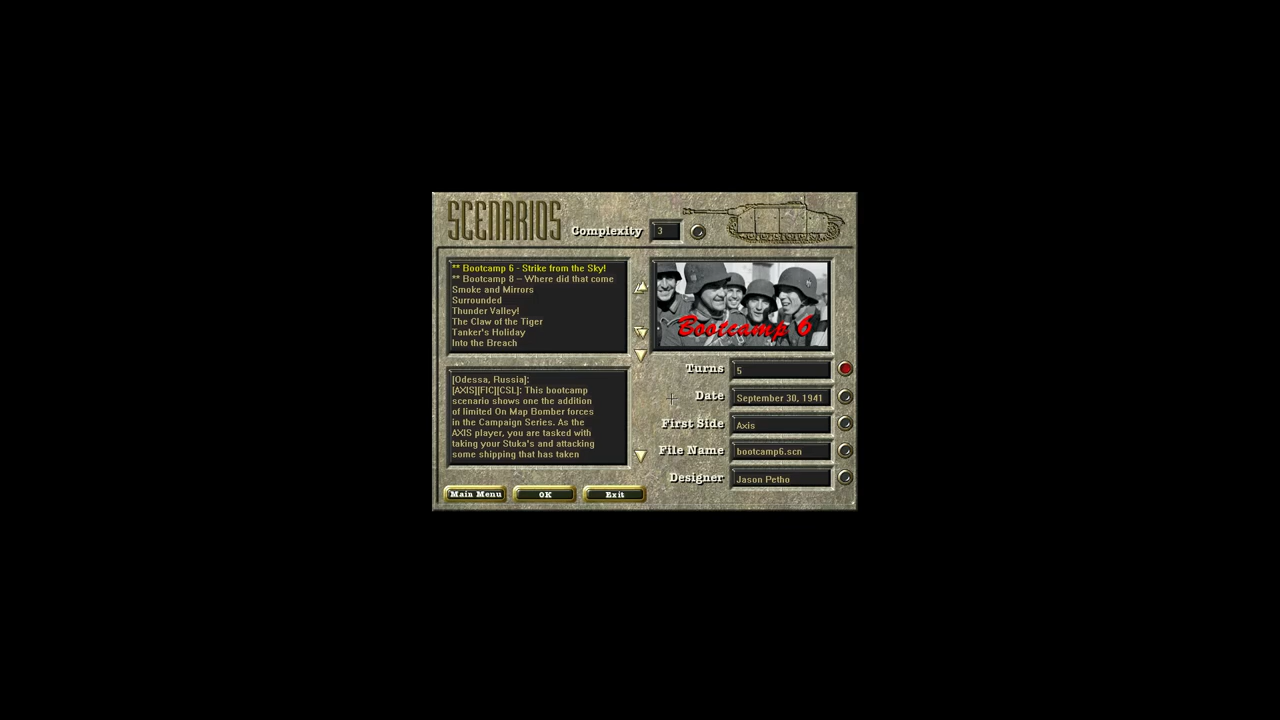 SCENARIOS
Complexity 3
** Bootcamp 6 - Strike from the Sky!
** Bootcamp 8 -- Where did that come
Smoke and Mirrors
Surrounded
Thunder Valley!
The Claw of the Tiger
Tanker's Holiday
Into the Breach
Bootcamp 6
[Odessa, Russia]:
[AXIS][FIC][CSL]: This bootcamp
scenario shows one the addition
of limited On Map Bomber forces
in the Campaign Series. As the
AXIS player, you are tasked with
taking your Stuka's and attacking
some shipping that has taken
Turns 5
Date September 30, 1941
First Side Axis
File Name bootcamp6.scn
Designer Jason Petho
Main Menu OK Exit